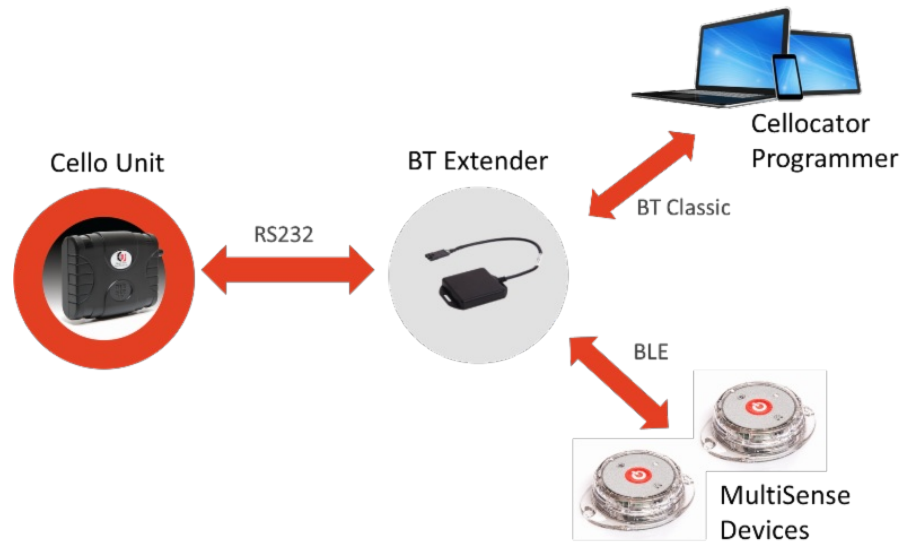 Cello Unit
RS232
BT Extender
BT Classic
Cellocator
Programmer
BLE
MultiSense
Devices